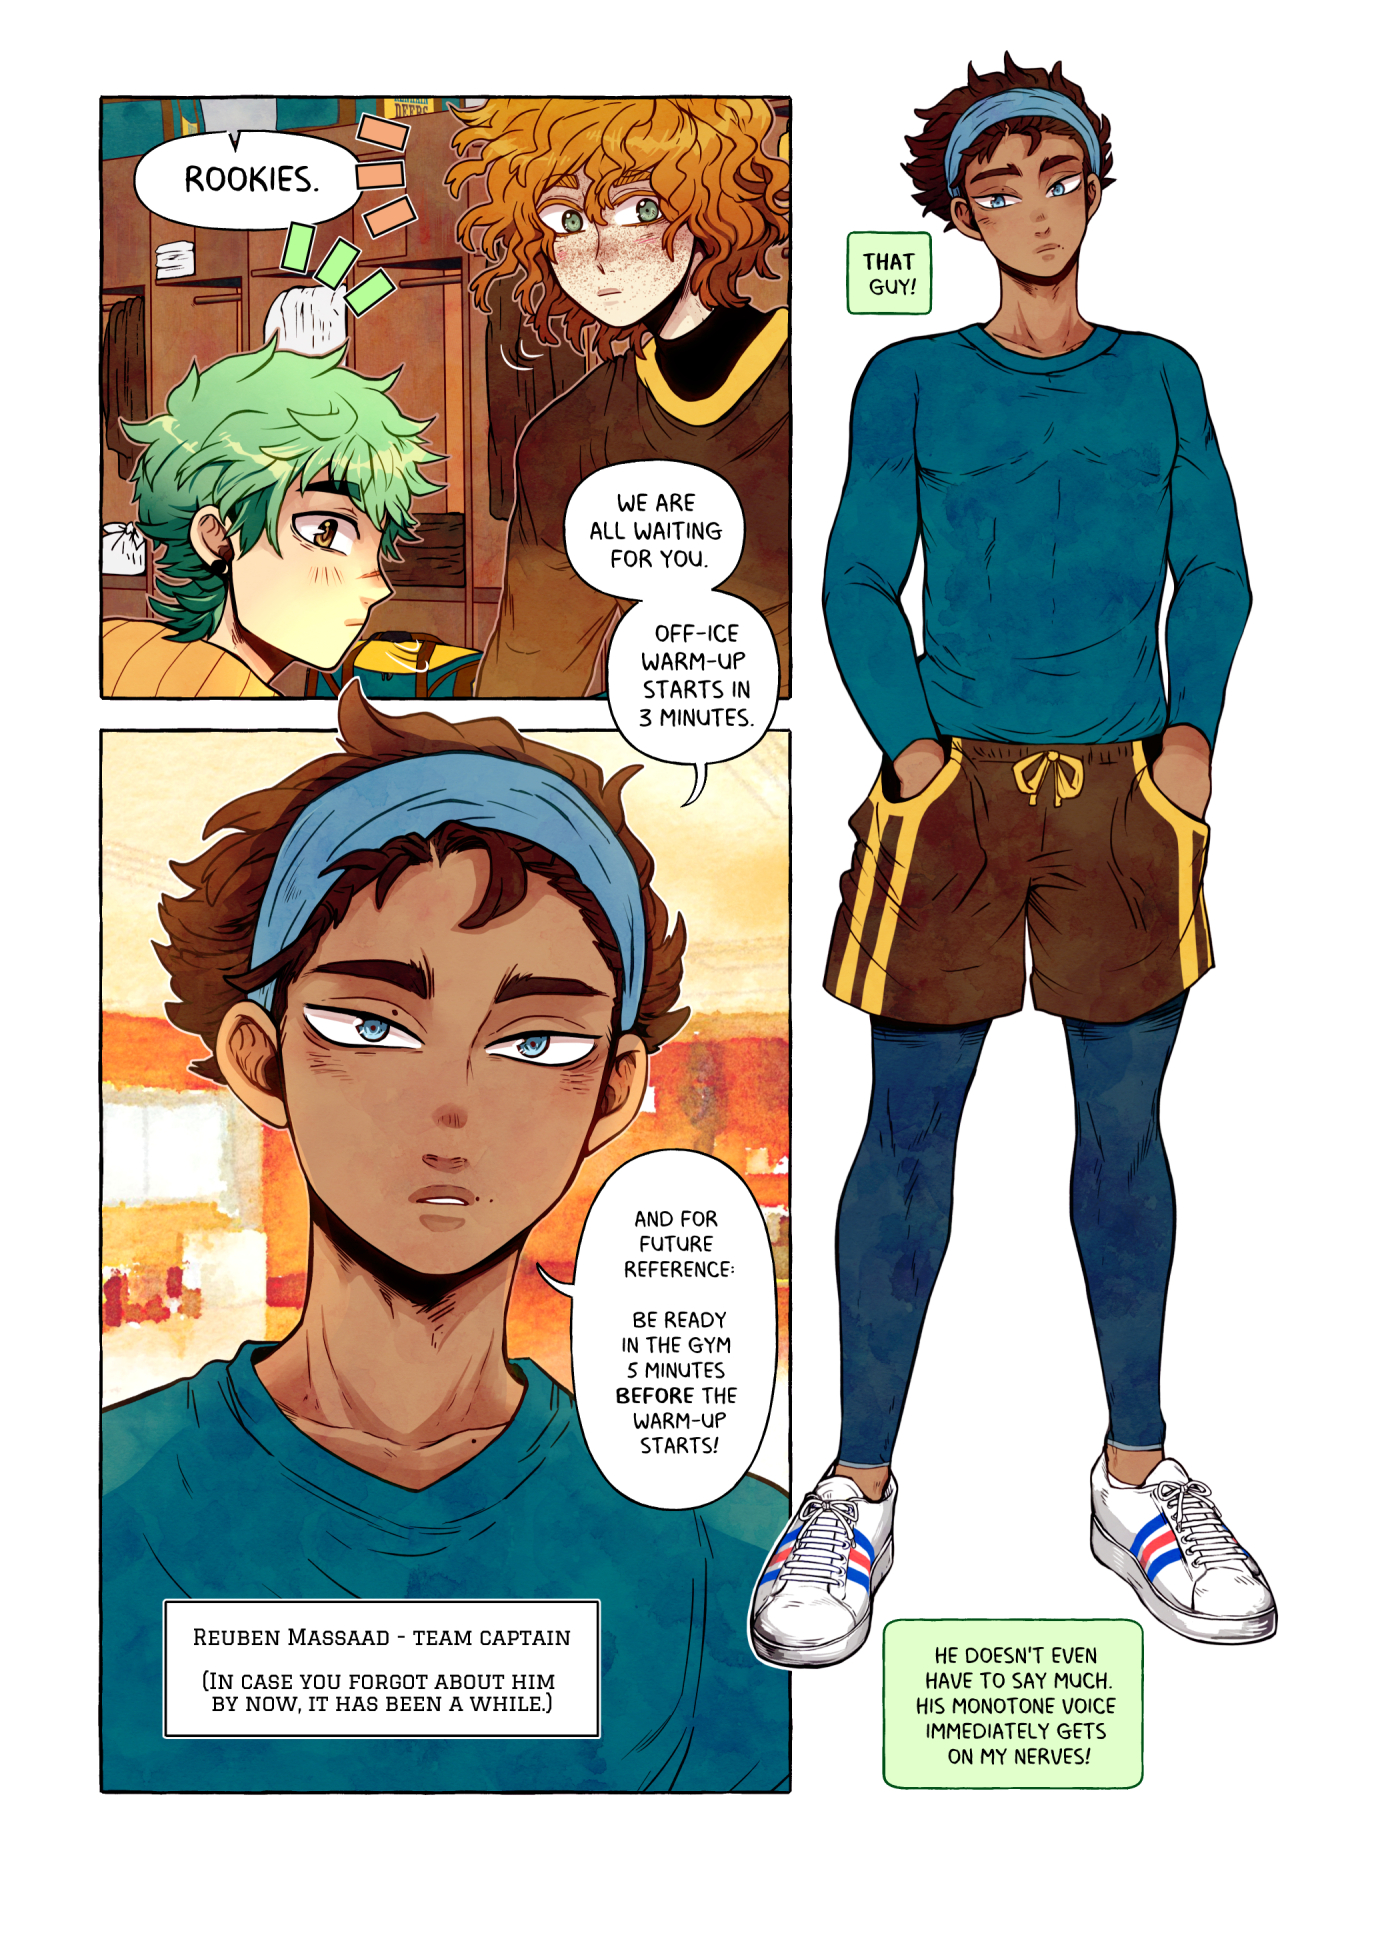 DEERS
ROOKIES.
WE ARE
ALL WAITING
FOR YOU.
OFF-ICE
WARM-UP
STARTS IN
3 MINUTES.
AND FOR
FUTURE
REFERENCE:
BE READY
IN THE GYM
5 MINUTES
BEFORE THE
WARM-UP
STARTS!
REUBEN MASSAAD - TEAM CAPTAIN
(IN CASE YOU FORGOT ABOUT HIM
BY NOW, IT HAS BEEN A WHILE.)
THAT
GUY!
HE DOESN'T EVEN
HAVE TO SAY MUCH.
HIS MONOTONE VOICE
IMMEDIATELY GETS
ON MY NERVES!